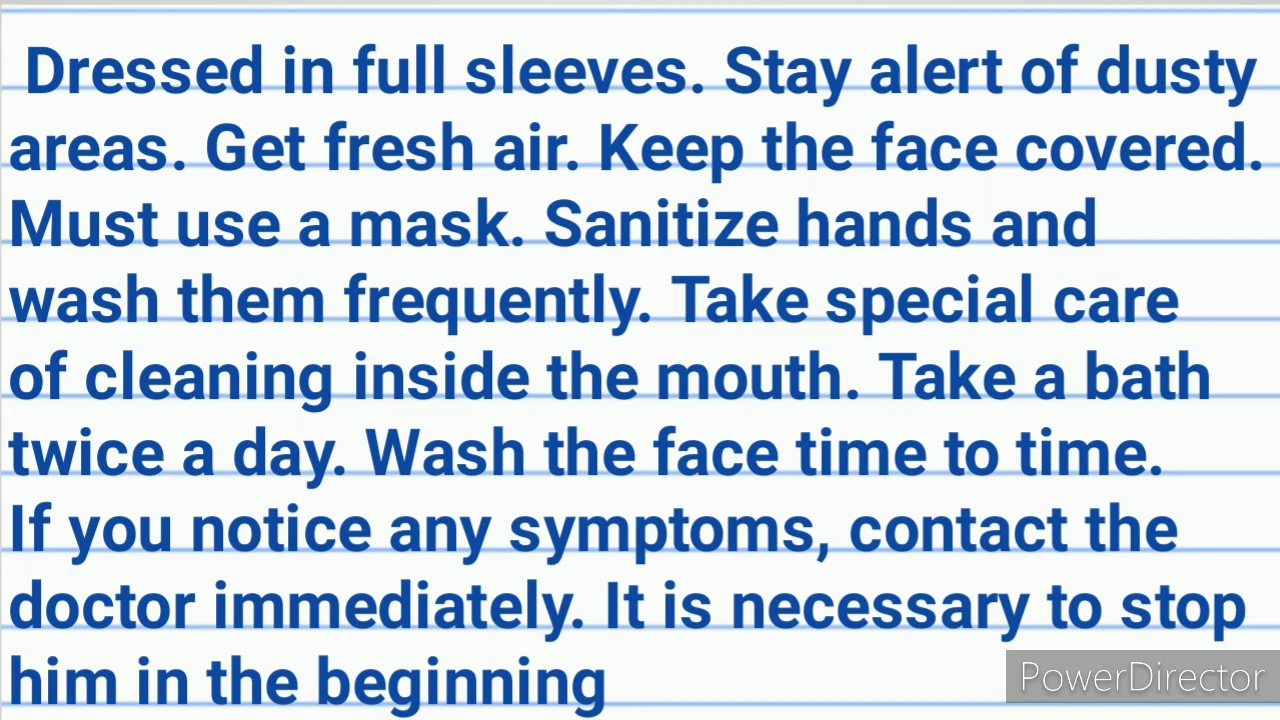 Dressed in full sleeves. Stay alert of dusty
areas. Get fresh air. Keep the face covered.
Must use a mask. Sanitize hands and
wash them frequently. Take special care
of cleaning inside the mouth. Take a bath
twice a day. Wash the face time to time.
If you notice any symptoms, contact the
doctor immediately. It is necessary to stop
him in the beginning
PowerDirector